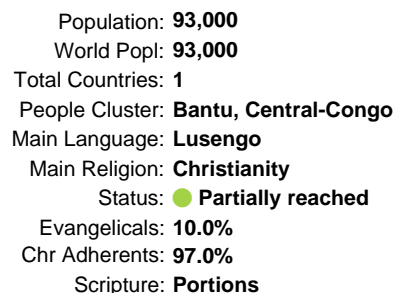 Population: 93,000
World Popl: 93,000
Total Countries: 1
People Cluster: Bantu, Central-Congo
Main Language: Lusengo
Main Religion: Christianity
Status: Partially reached
Evangelicals: 10.0%
Chr Adherents: 97.0%
Scripture: Portions